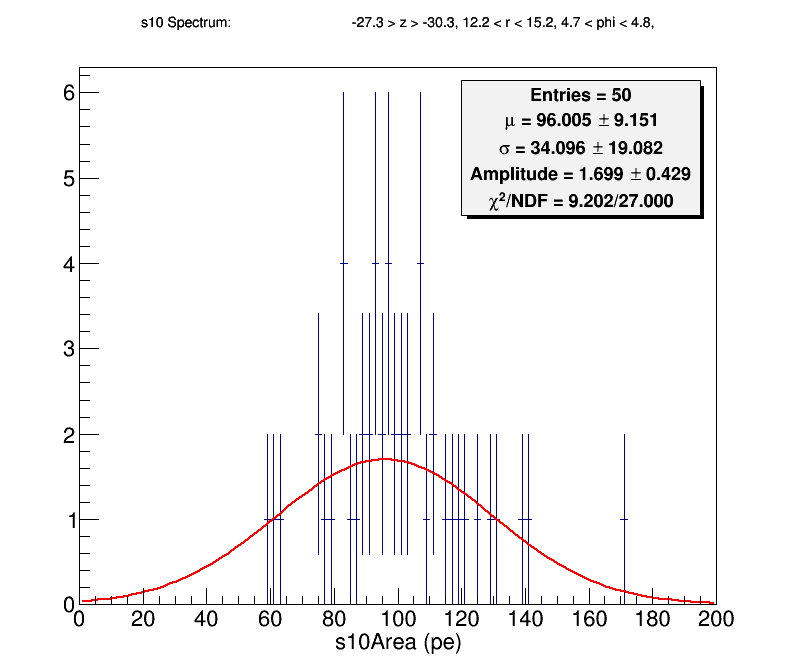 s10 Spectrum: -27.3 > z > -30.3, 12.2 < r < 15.2, 4.7 < phi < 4.8,
Entries = 50
μ = 96.005 ± 9.151
σ = 34.096 ± 19.082
Amplitude = 1.699 ± 0.429
χ²/NDF = 9.202/27.000
6
5
4
3
2
1
0
0 20 40 60 80 100 120 140 160 180 200
s10Area (pe)